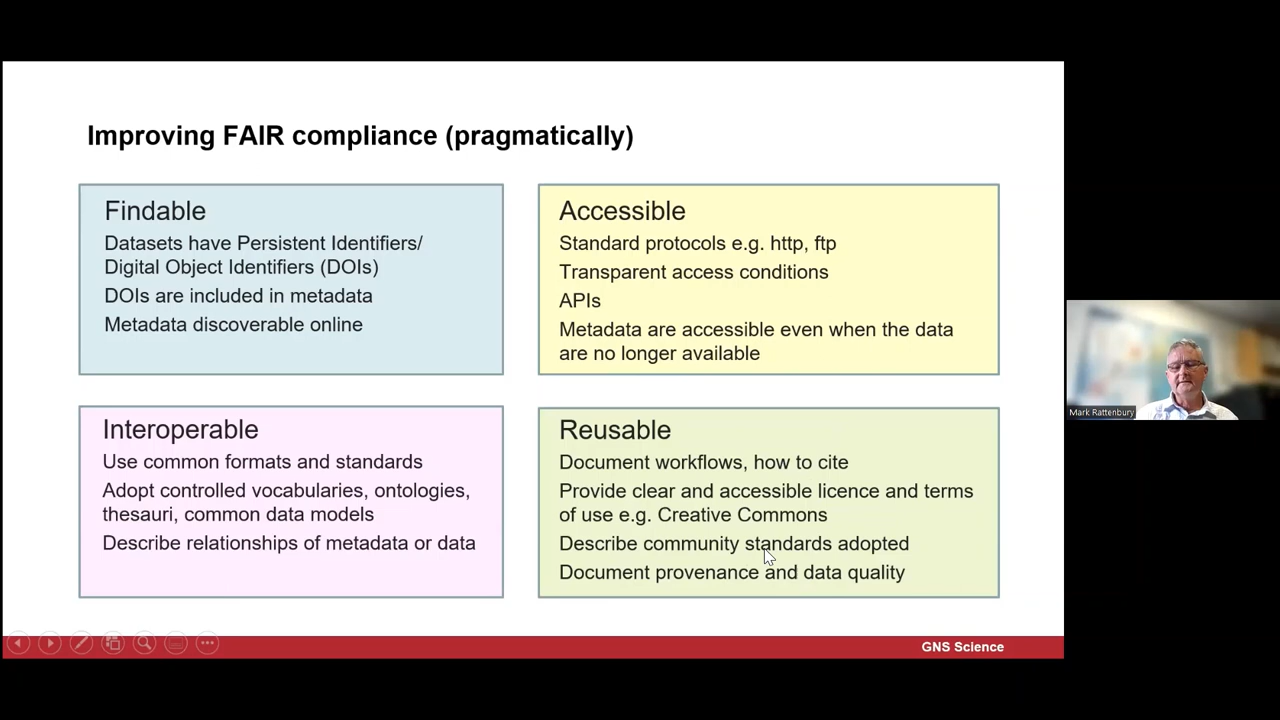 Improving FAIR compliance (pragmatically)
Findable
Datasets have Persistent Identifiers/
Digital Object Identifiers (DOIs)
DOIs are included in metadata
Metadata discoverable online
Accessible
Standard protocols e.g. http, ftp
Transparent access conditions
APIs
Metadata are accessible even when the data
are no longer available
Interoperable
Use common formats and standards
Adopt controlled vocabularies, ontologies,
thesauri, common data models
Describe relationships of metadata or data
Reusable
Document workflows, how to cite
Provide clear and accessible licence and terms
of use e.g. Creative Commons
Describe community standards adopted
Document provenance and data quality
Mark Rattenbury
GNS Science